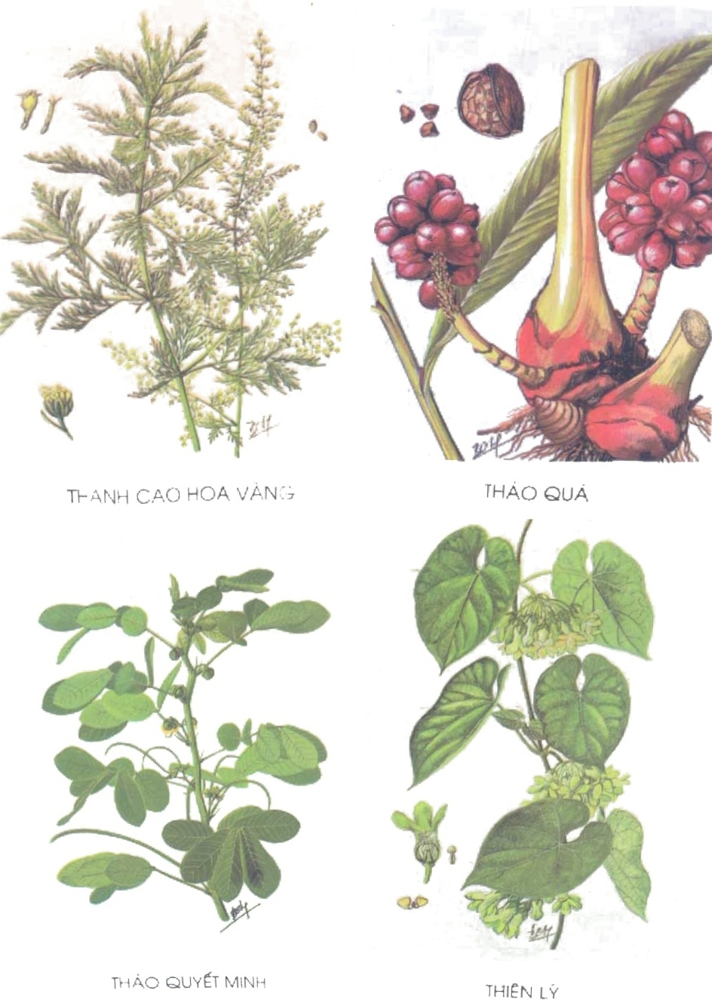 THANH CAO HOA VÀNG
THẢO QUẢ
THẢO QUYẾT MINH
THIÊN LÝ